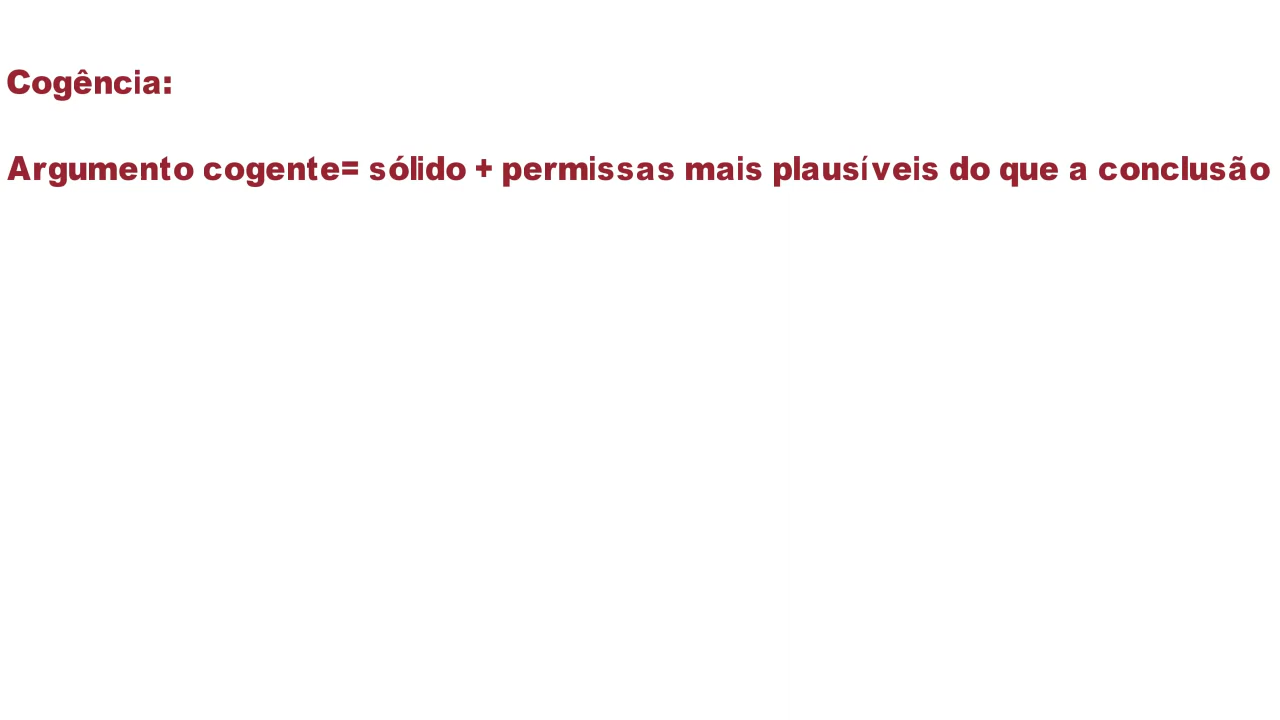 Cogência:
Argumento cogente= sólido + permissas mais plausíveis do que a conclusão